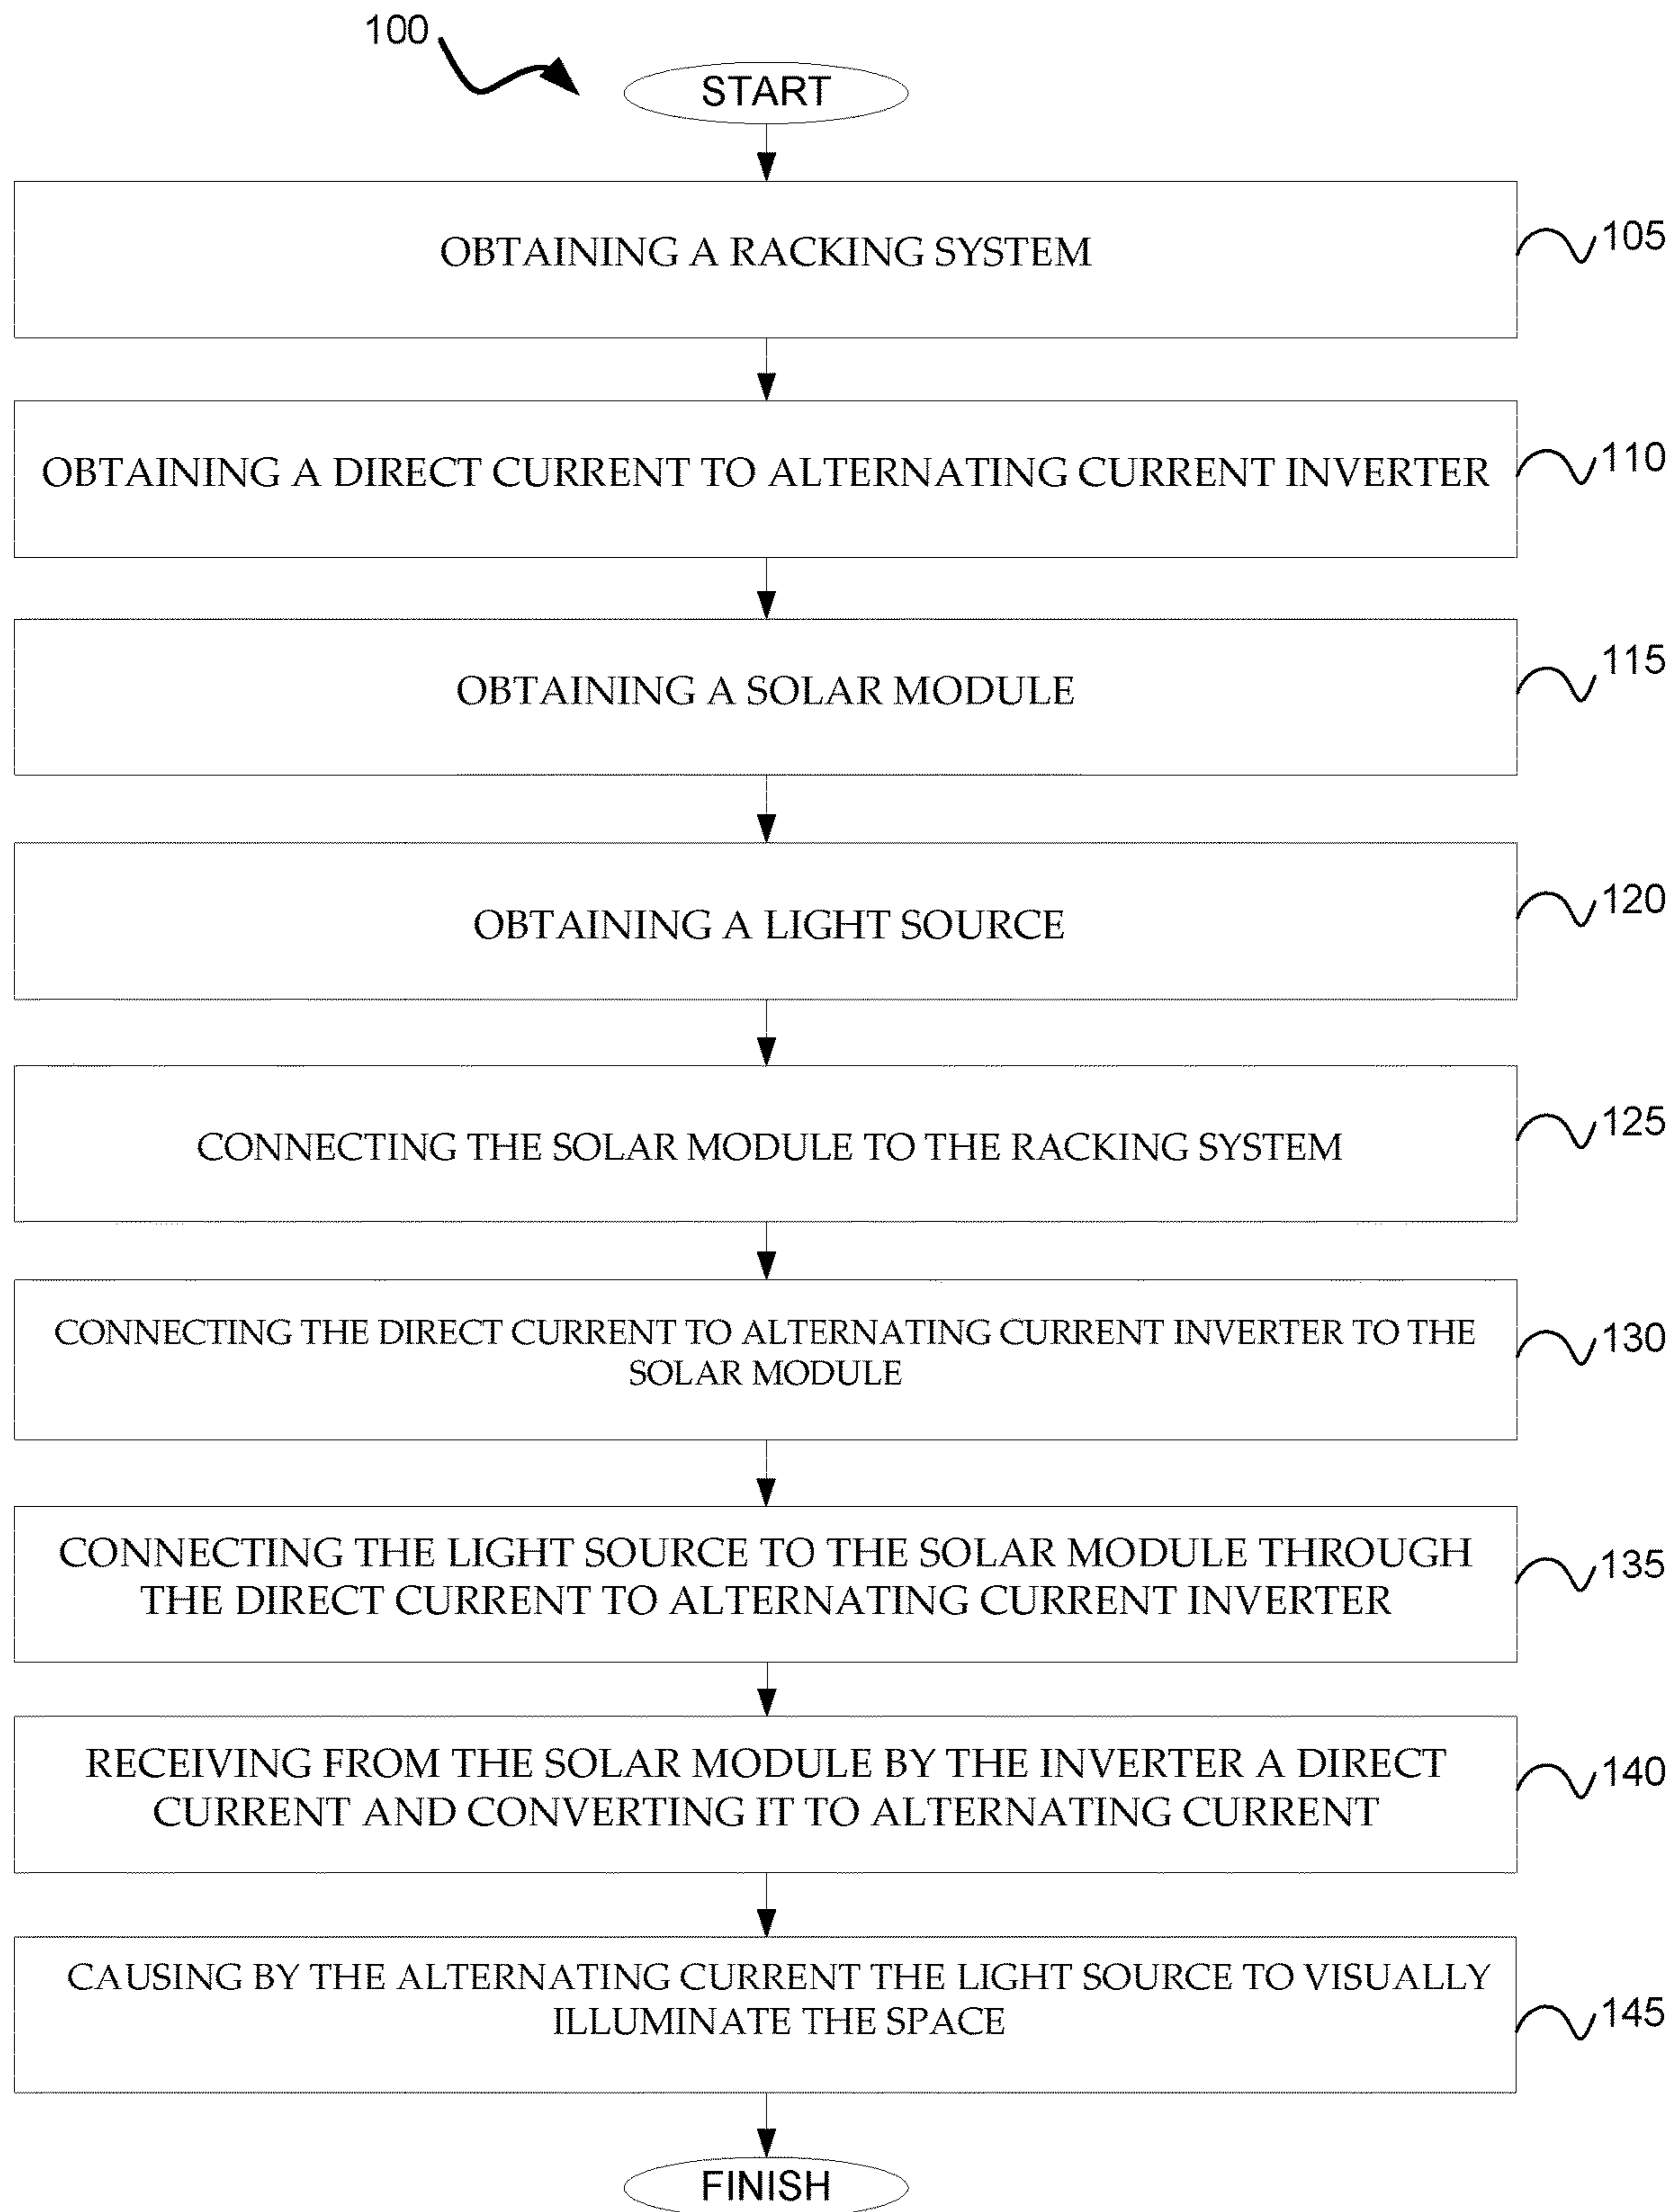 100
START
OBTAINING A RACKING SYSTEM
105
OBTAINING A DIRECT CURRENT TO ALTERNATING CURRENT INVERTER
110
OBTAINING A SOLAR MODULE
115
OBTAINING A LIGHT SOURCE
120
CONNECTING THE SOLAR MODULE TO THE RACKING SYSTEM
125
CONNECTING THE DIRECT CURRENT TO ALTERNATING CURRENT INVERTER TO THE
SOLAR MODULE
130
CONNECTING THE LIGHT SOURCE TO THE SOLAR MODULE THROUGH
THE DIRECT CURRENT TO ALTERNATING CURRENT INVERTER
135
RECEIVING FROM THE SOLAR MODULE BY THE INVERTER A DIRECT
CURRENT AND CONVERTING IT TO ALTERNATING CURRENT
140
CAUSING BY THE ALTERNATING CURRENT THE LIGHT SOURCE TO VISUALLY
ILLUMINATE THE SPACE
145
FINISH